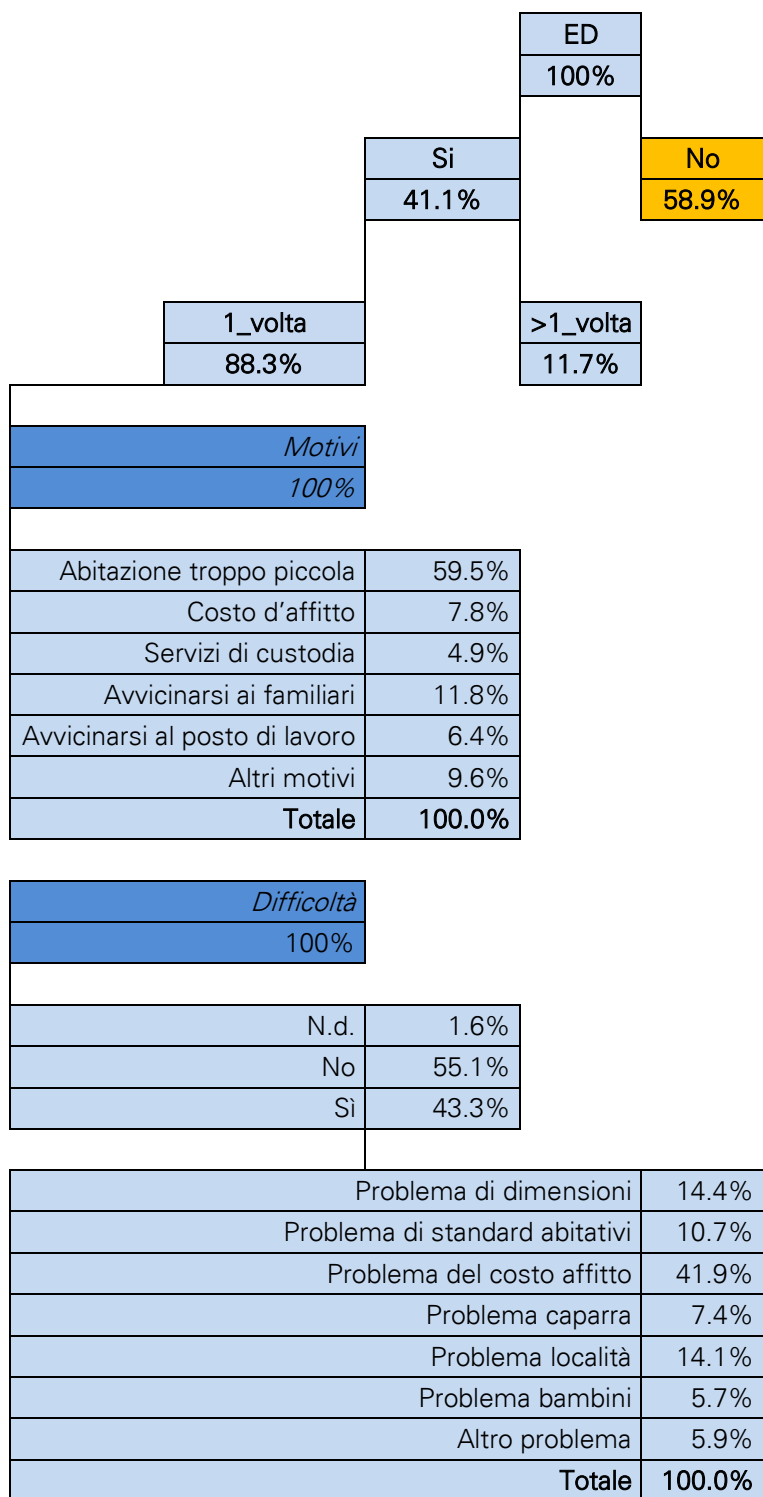 ED
100%
Si No
41.1% 58.9%
1_volta >1_volta
88.3% 11.7%
Motivi
100%
Abitazione troppo piccola 59.5%
Costo d’affitto 7.8%
Servizi di custodia 4.9%
Avvicinarsi ai familiari 11.8%
Avvicinarsi al posto di lavoro 6.4%
Altri motivi 9.6%
Totale 100.0%
Difficoltà
100%
N.d. 1.6%
No 55.1%
Sì 43.3%
Problema di dimensioni 14.4%
Problema di standard abitativi 10.7%
Problema del costo affitto 41.9%
Problema caparra 7.4%
Problema località 14.1%
Problema bambini 5.7%
Altro problema 5.9%
Totale 100.0%